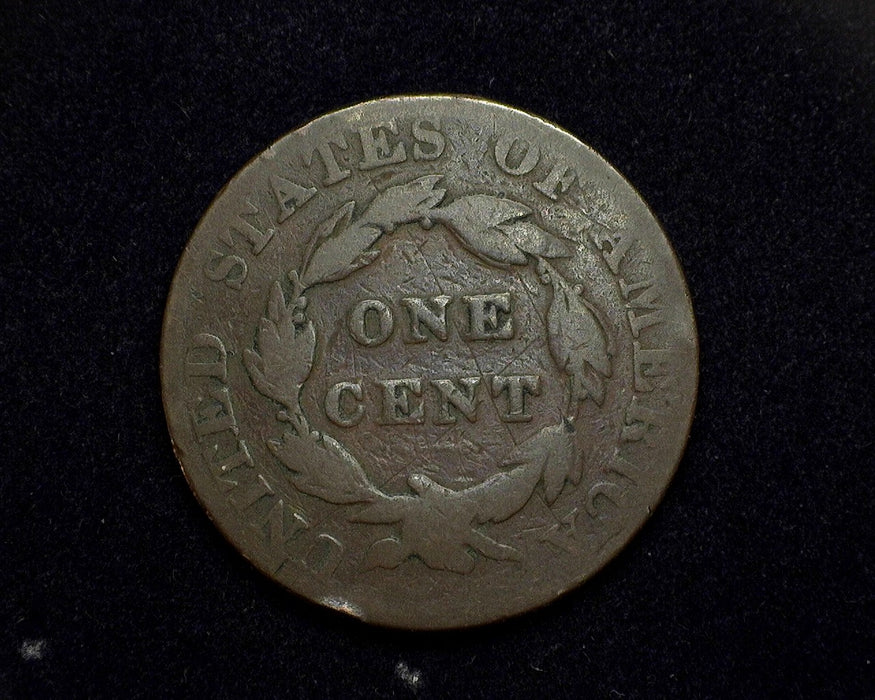 UNITED STATES OF AMERICA
ONE
CENT